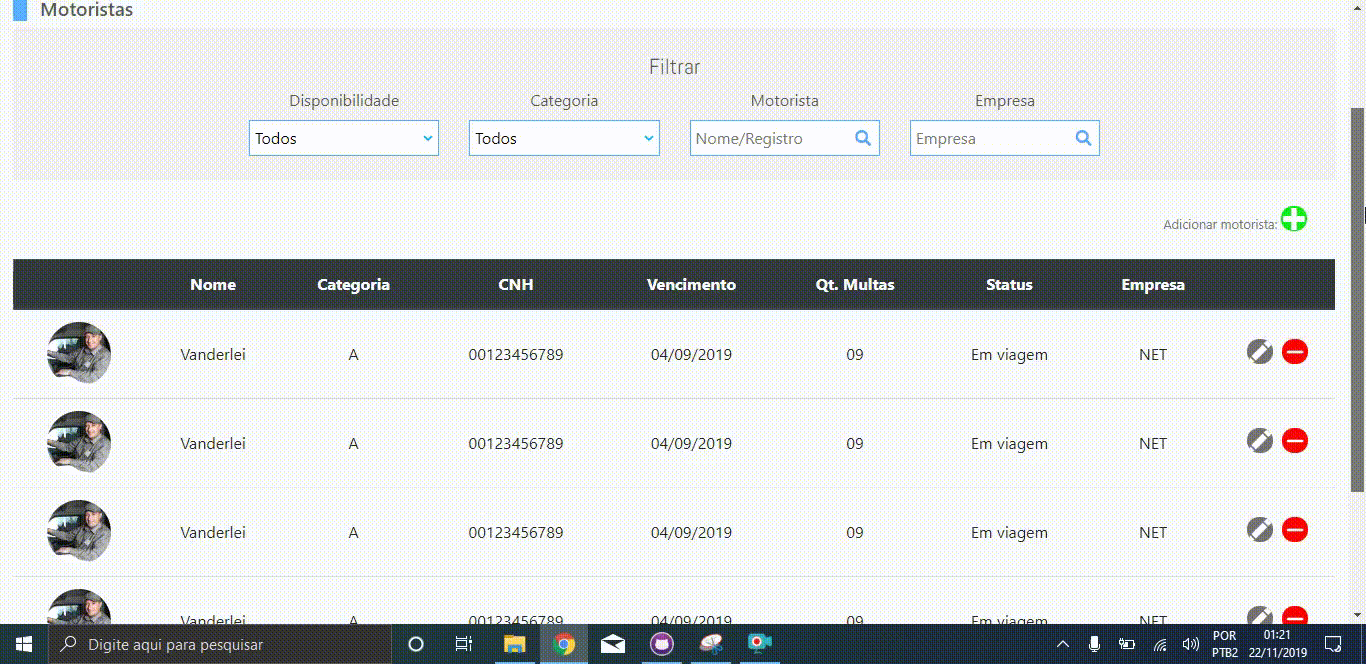 Motoristas
Filtrar
Disponibilidade Categoria Motorista Empresa
Todos Todos Nome/Registro Empresa
Adicionar motorista:
Nome Categoria CNH Vencimento Qt. Multas Status Empresa
Vanderlei A 00123456789 04/09/2019 09 Em viagem NET
Vanderlei A 00123456789 04/09/2019 09 Em viagem NET
Vanderlei A 00123456789 04/09/2019 09 Em viagem NET
Vanderlei A 00123456789 04/09/2019 09 Em viagem NET
Digite aqui para pesquisar POR 01:21
PTB2 22/11/2019